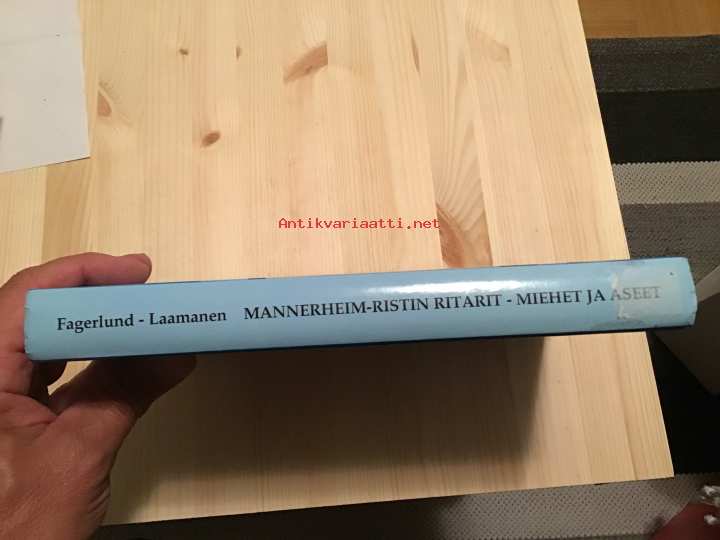 Antikvariaatti.net
Fagerlund - Laamanen MANNERHEIM-RISTIN RITARIT - MIEHET JA ASEET